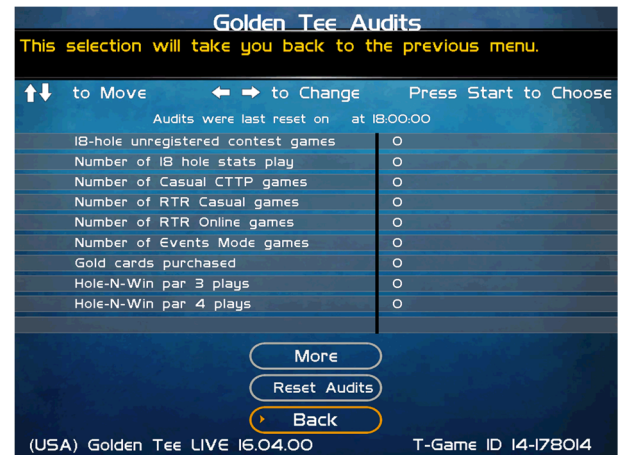 Golden Tee Audits
This selection will take you back to the previous menu.
to Move to Change Press Start to Choose
Audits were last reset on at 18:00:00
18-hole unregistered contest games 0
Number of 18 hole stats play 0
Number of Casual CTTP games 0
Number of RTR Casual games 0
Number of RTR Online games 0
Number of Events Mode games 0
Gold cards purchased 0
Hole-N-Win par 3 plays 0
Hole-N-Win par 4 plays 0
More
Reset Audits
Back
(USA) Golden Tee LIVE 16.04.00 T-Game ID 14-178014